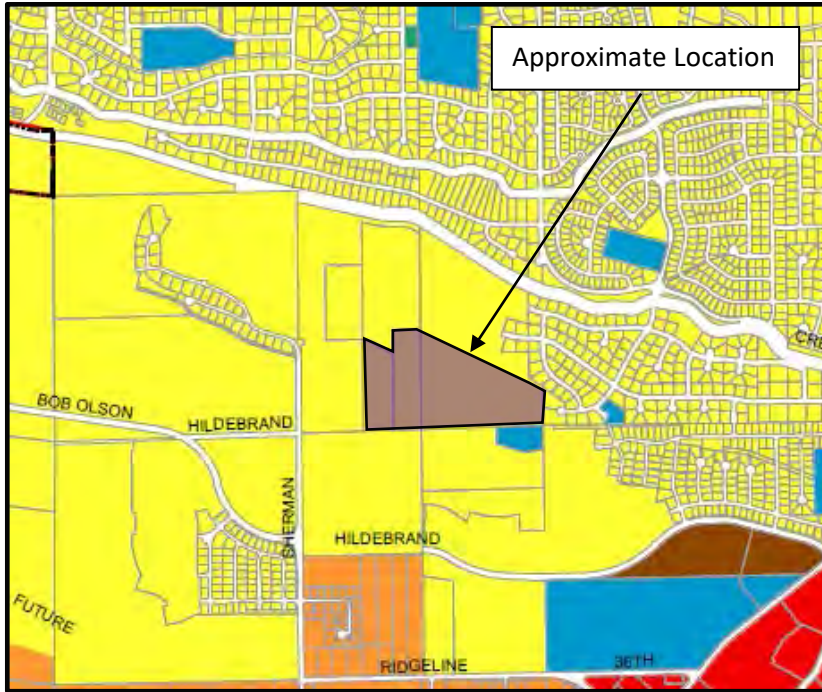 Approximate Location
CRE
BOB OLSON
HILDEBRAND
SHERMAN
HILDEBRAND
FUTURE
RIDGELINE
36TH